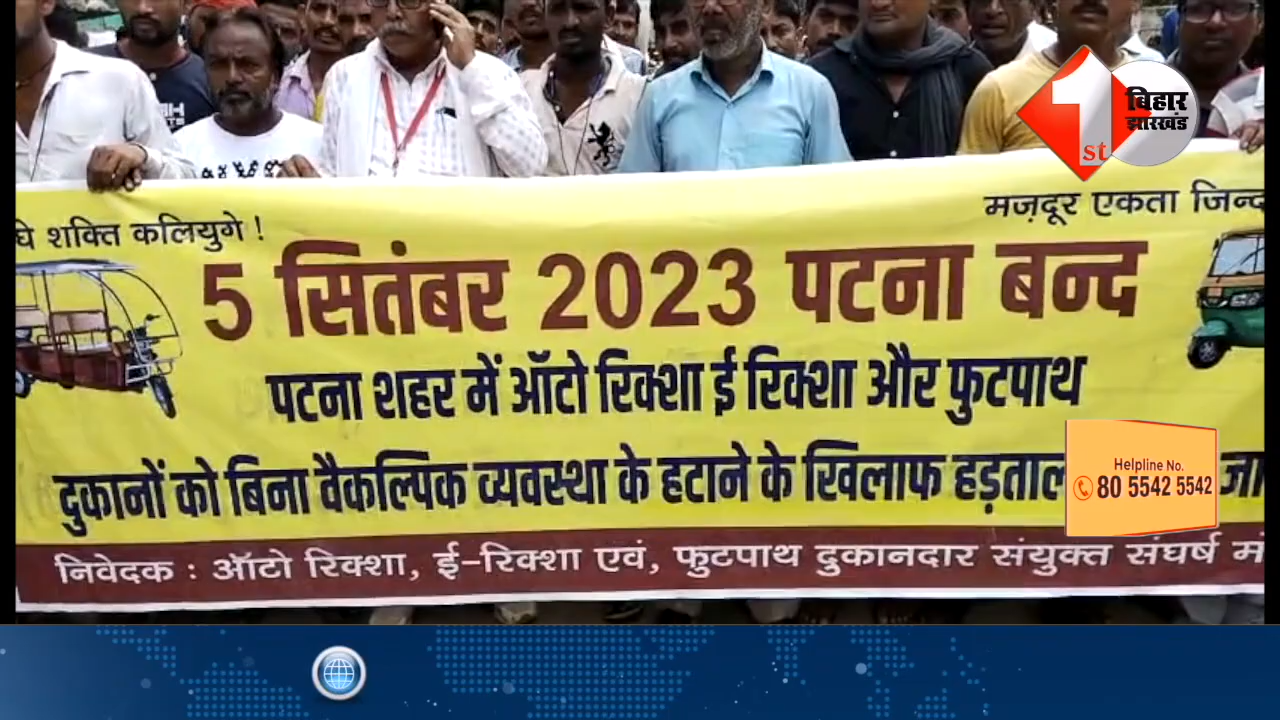 1st
बिहार
झारखंड
घे शक्ति कलियुगे !
मज़दूर एकता
5 सितंबर 2023 पटना बन्द
पटना शहर में ऑटो रिक्शा ई रिक्शा और फुटपाथ
दुकानों को बिना वैकल्पिक व्यवस्था के हटाने के खिलाफ हड़ताल
Helpline No.
80 5542 5542
निवेदक : ऑटो रिक्शा, ई-रिक्शा एवं, फुटपाथ दुकानदार संयुक्त संघर्ष